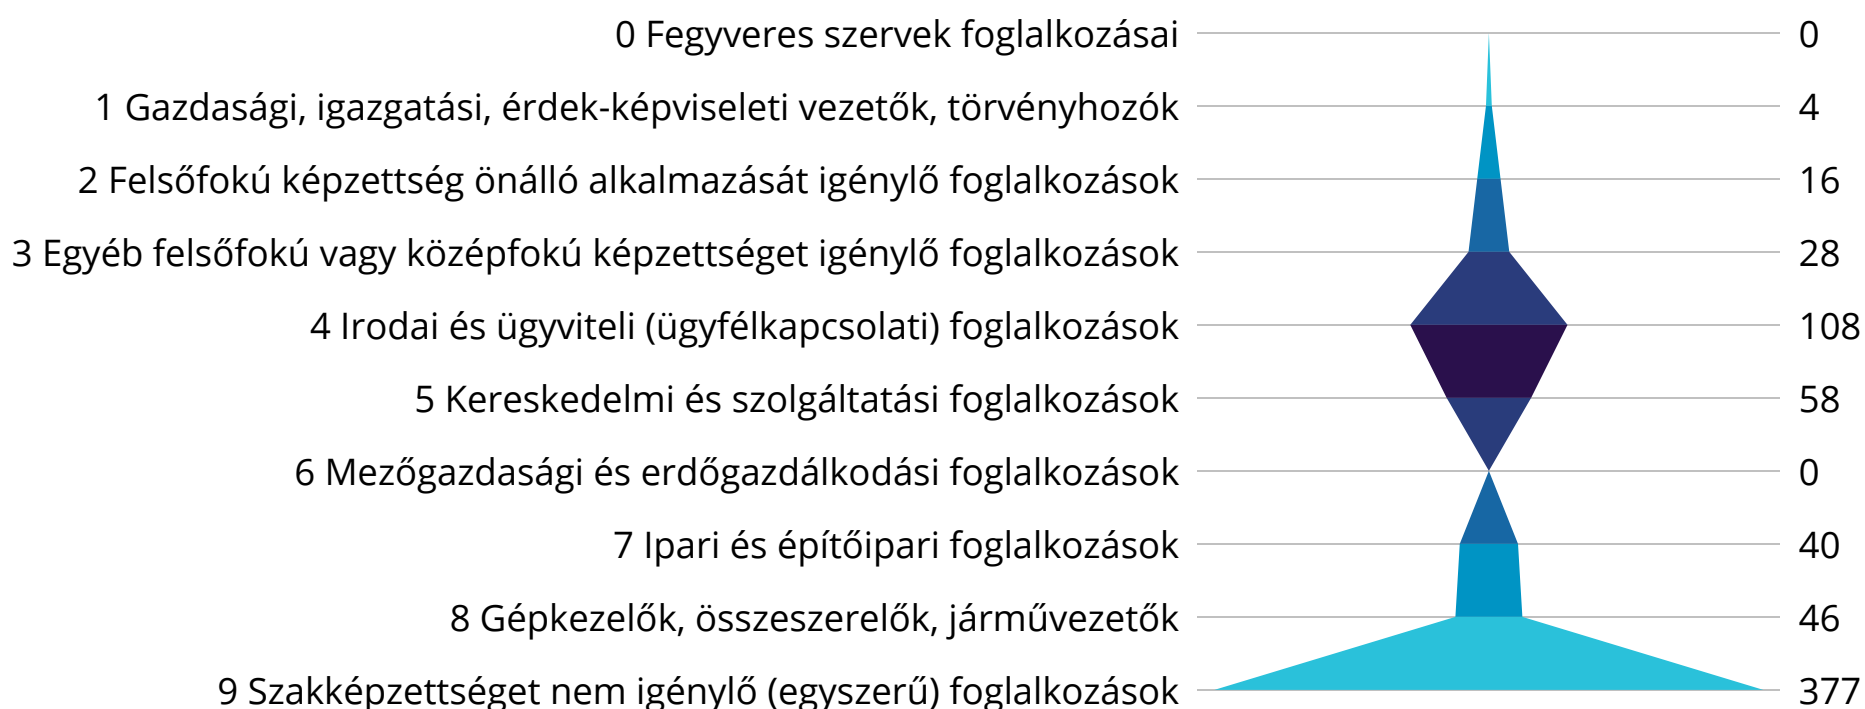 0 Fegyveres szervek foglalkozásai 0
1 Gazdasági, igazgatási, érdek-képviseleti vezetők, törvényhozók 4
2 Felsőfokú képzettség önálló alkalmazását igénylő foglalkozások 16
3 Egyéb felsőfokú vagy középfokú képzettséget igénylő foglalkozások 28
4 Irodai és ügyviteli (ügyfélkapcsolati) foglalkozások 108
5 Kereskedelmi és szolgáltatási foglalkozások 58
6 Mezőgazdasági és erdőgazdálkodási foglalkozások 0
7 Ipari és építőipari foglalkozások 40
8 Gépkezelők, összeszerelők, járművezetők 46
9 Szakképzettséget nem igénylő (egyszerű) foglalkozások 377